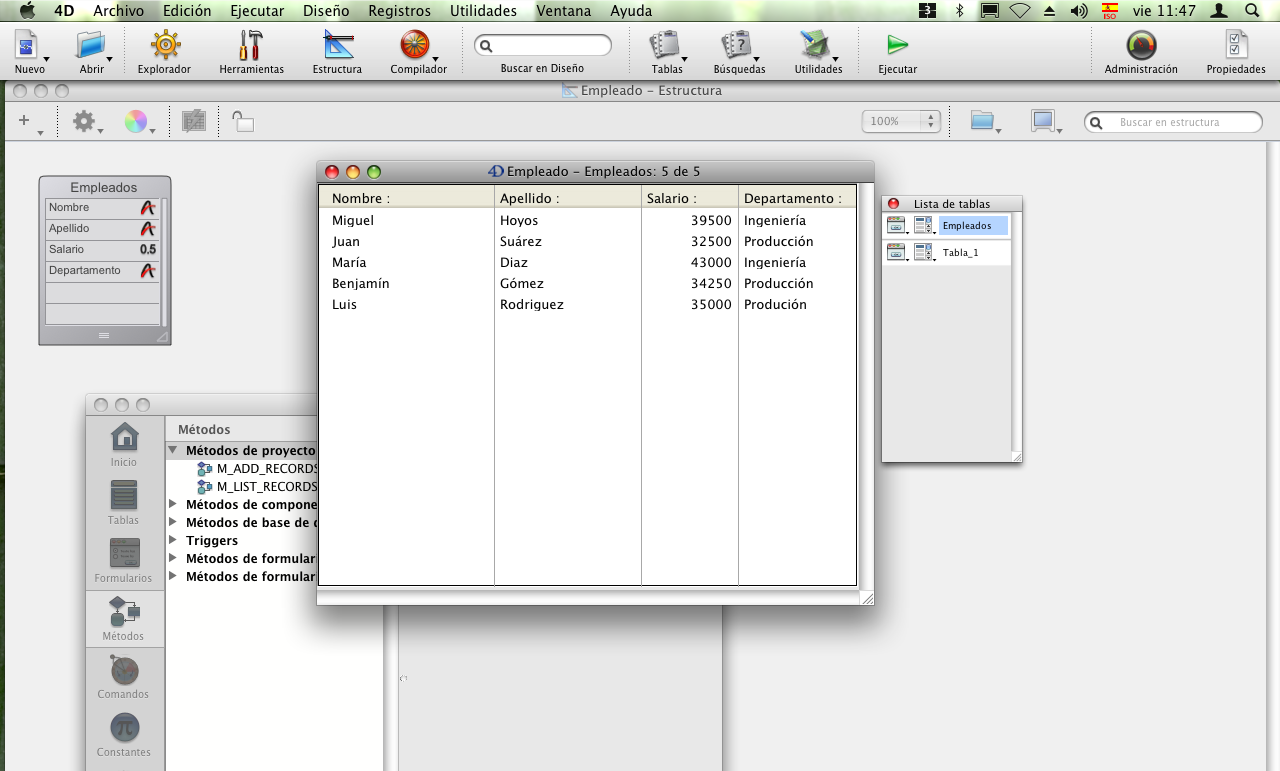 4D Archivo Edición Ejecutar Diseño Registros Utilidades Ventana Ayuda ISO vie 11:47
Nuevo Abrir Explorador Herramientas Estructura Compilador Buscar en Diseño Tablas Búsquedas Utilidades Ejecutar Administración Propiedades
Empleado – Estructura
100% Buscar en estructura
Empleados
Nombre
Apellido
Salario 0.5
Departamento
Empleado – Empleados: 5 de 5
Nombre : Apellido : Salario : Departamento :
Miguel Hoyos 39500 Ingeniería
Juan Suárez 32500 Producción
María Diaz 43000 Ingeniería
Benjamín Gómez 34250 Producción
Luis Rodriguez 35000 Produción
Lista de tablas
Empleados
Tabla_1
Inicio
Tablas
Formularios
Métodos
Comandos
Constantes
Métodos
Métodos de proyecto
M_ADD_RECORDS
M_LIST_RECORDS
Métodos de compone
Métodos de base de d
Triggers
Métodos de formular
Métodos de formular